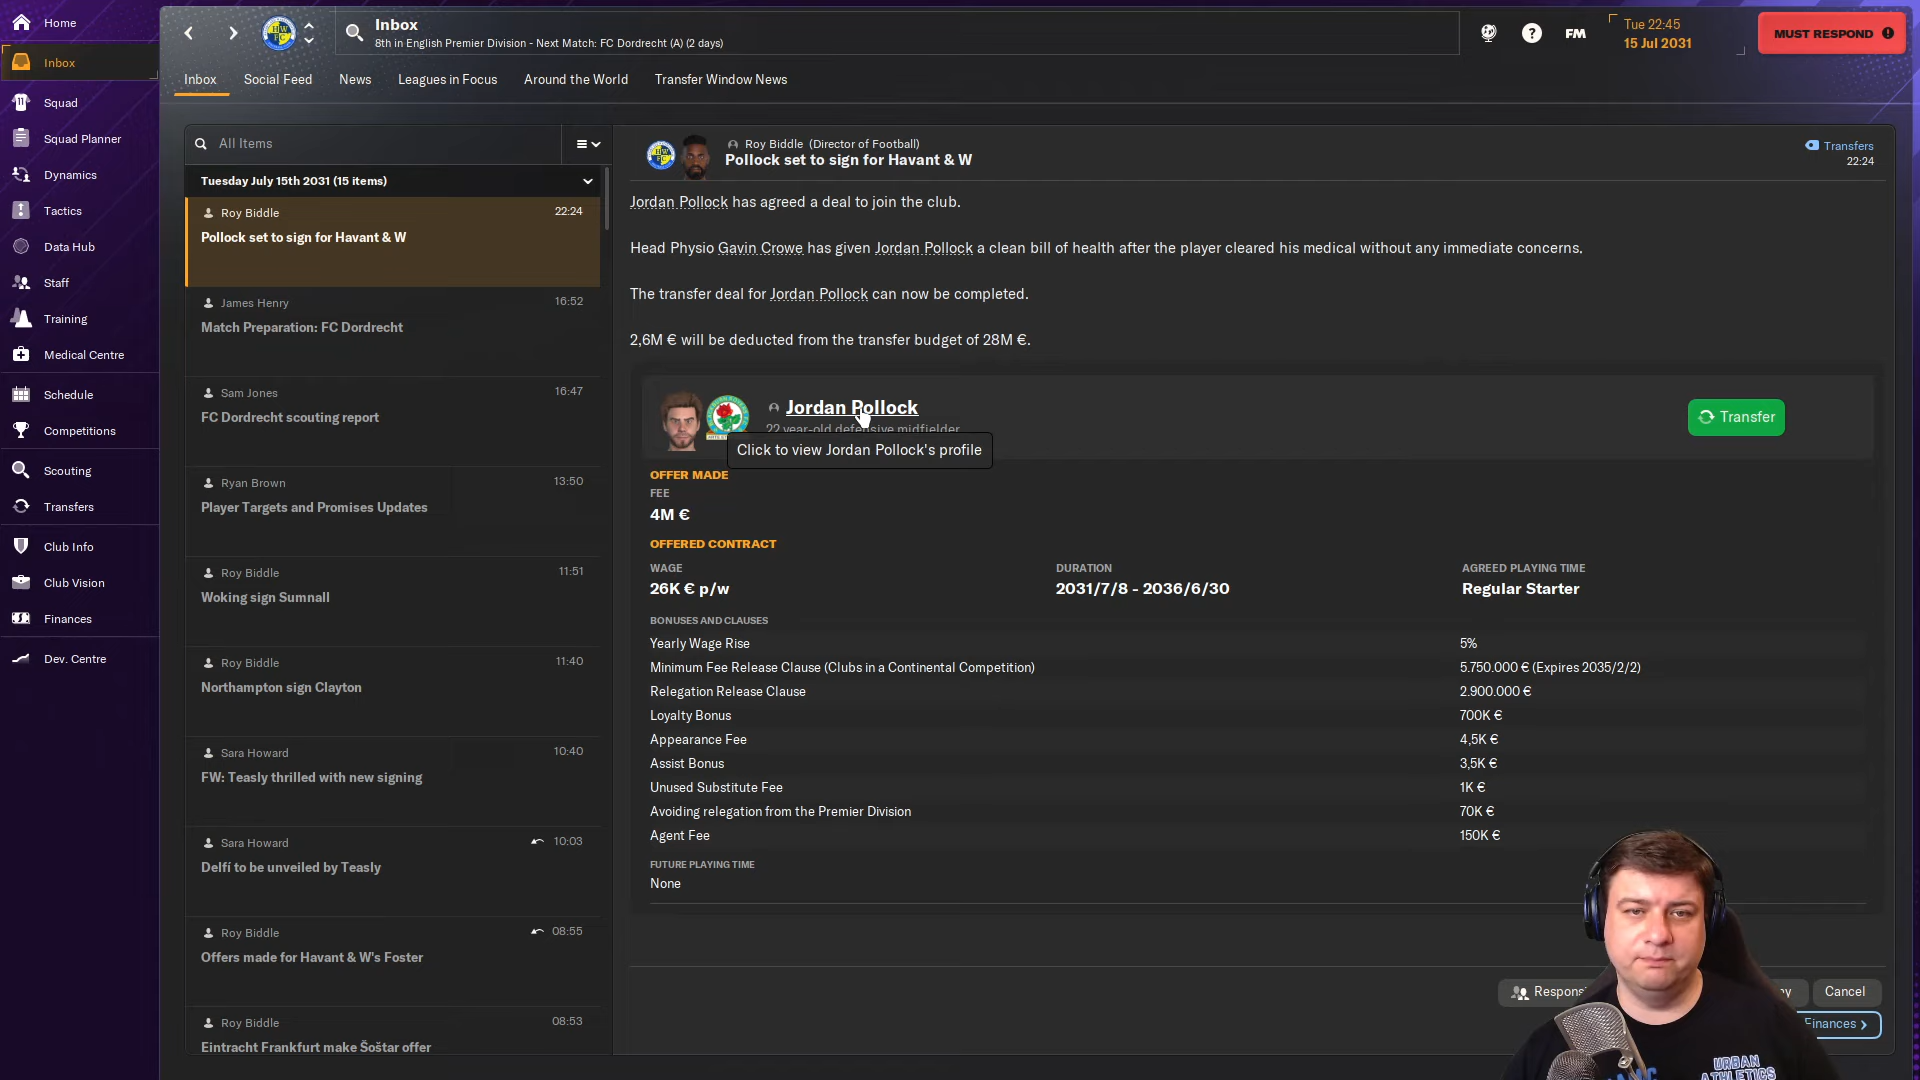 Home
Inbox
Squad
Squad Planner
Dynamics
Tactics
Data Hub
Staff
Training
Medical Centre
Schedule
Competitions
Scouting
Transfers
Club Info
Club Vision
Finances
Dev. Centre
Inbox
8th in English Premier Division - Next Match: FC Dordrecht (A) (2 days)
FM
Tue 22:45
15 Jul 2031
MUST RESPOND
Inbox
Social Feed
News
Leagues in Focus
Around the World
Transfer Window News
All Items
Tuesday July 15th 2031 (15 items)
Roy Biddle
22:24
Pollock set to sign for Havant & W
James Henry
16:52
Match Preparation: FC Dordrecht
Sam Jones
16:47
FC Dordrecht scouting report
Ryan Brown
13:50
Player Targets and Promises Updates
Roy Biddle
11:51
Woking sign Sumnall
Roy Biddle
11:40
Northampton sign Clayton
Sara Howard
10:40
FW: Teasly thrilled with new signing
Sara Howard
10:03
Delfí to be unveiled by Teasly
Roy Biddle
08:55
Offers made for Havant & W's Foster
Roy Biddle
08:53
Eintracht Frankfurt make Šoštar offer
Roy Biddle (Director of Football)
Pollock set to sign for Havant & W
Transfers
22:24
Jordan Pollock has agreed a deal to join the club.
Head Physio Gavin Crowe has given Jordan Pollock a clean bill of health after the player cleared his medical without any immediate concerns.
The transfer deal for Jordan Pollock can now be completed.
2,6M € will be deducted from the transfer budget of 28M €.
Jordan Pollock
22 year-old defensive midfielder
Click to view Jordan Pollock's profile
Transfer
OFFER MADE
FEE
4M €
OFFERED CONTRACT
WAGE
DURATION
AGREED PLAYING TIME
26K € p/w
2031/7/8 - 2036/6/30
Regular Starter
BONUSES AND CLAUSES
Yearly Wage Rise
5%
Minimum Fee Release Clause (Clubs in a Continental Competition)
5.750.000 € (Expires 2035/2/2)
Relegation Release Clause
2.900.000 €
Loyalty Bonus
700K €
Appearance Fee
4,5K €
Assist Bonus
3,5K €
Unused Substitute Fee
1K €
Avoiding relegation from the Premier Division
70K €
Agent Fee
150K €
FUTURE PLAYING TIME
None
Cancel
Finances
URBAN
ATHLETICS